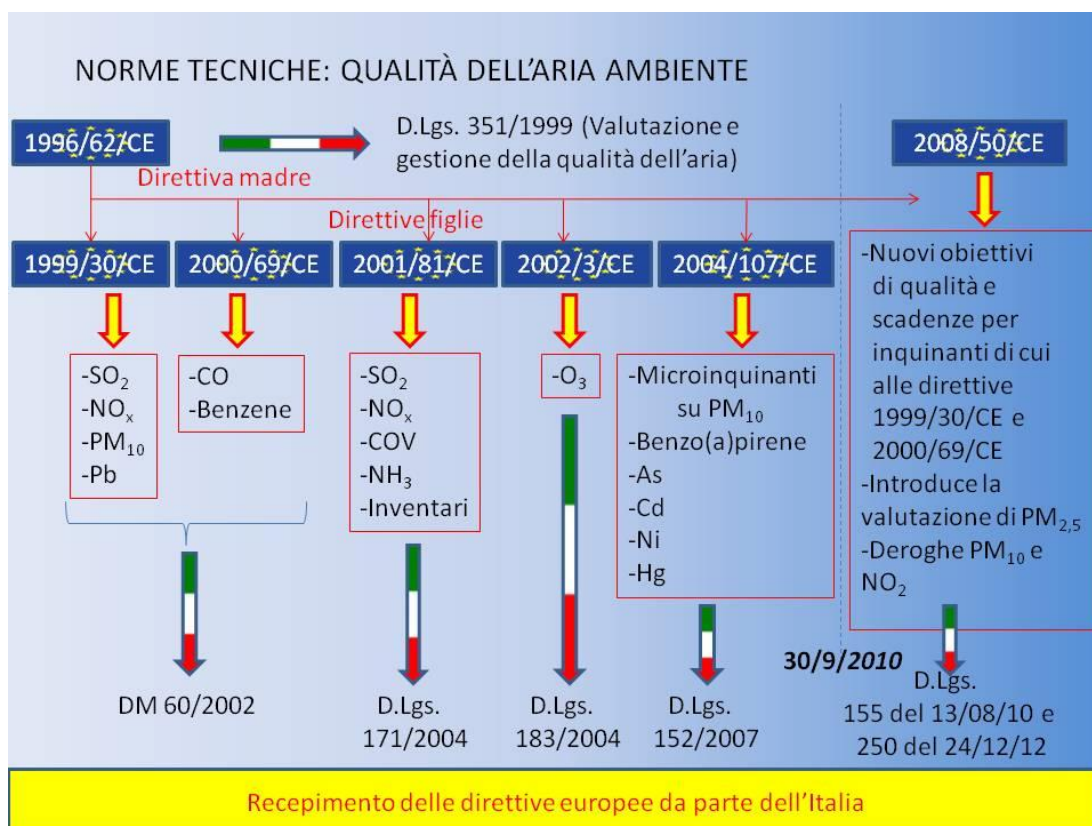 NORME TECNICHE: QUALITÀ DELL'ARIA AMBIENTE
1996/62/CE
D.Lgs. 351/1999 (Valutazione e
gestione della qualità dell'aria)
2008/50/CE
Direttiva madre
Direttive figlie
1999/30/CE
2000/69/CE
2001/81/CE
2002/3/CE
2004/107/CE
-SO₂
-NOₓ
-PM₁₀
-Pb
-CO
-Benzene
-SO₂
-NOₓ
-COV
-NH₃
-Inventari
-O₃
-Microinquinanti
su PM₁₀
-Benzo(a)pirene
-As
-Cd
-Ni
-Hg
-Nuovi obiettivi
di qualità e
scadenze per
inquinanti di cui
alle direttive
1999/30/CE e
2000/69/CE
-Introduce la
valutazione di PM₂,₅
-Deroghe PM₁₀ e
NO₂
DM 60/2002
D.Lgs.
171/2004
D.Lgs.
183/2004
D.Lgs.
152/2007
30/9/2010
D.Lgs.
155 del 13/08/10 e
250 del 24/12/12
Recepimento delle direttive europee da parte dell'Italia